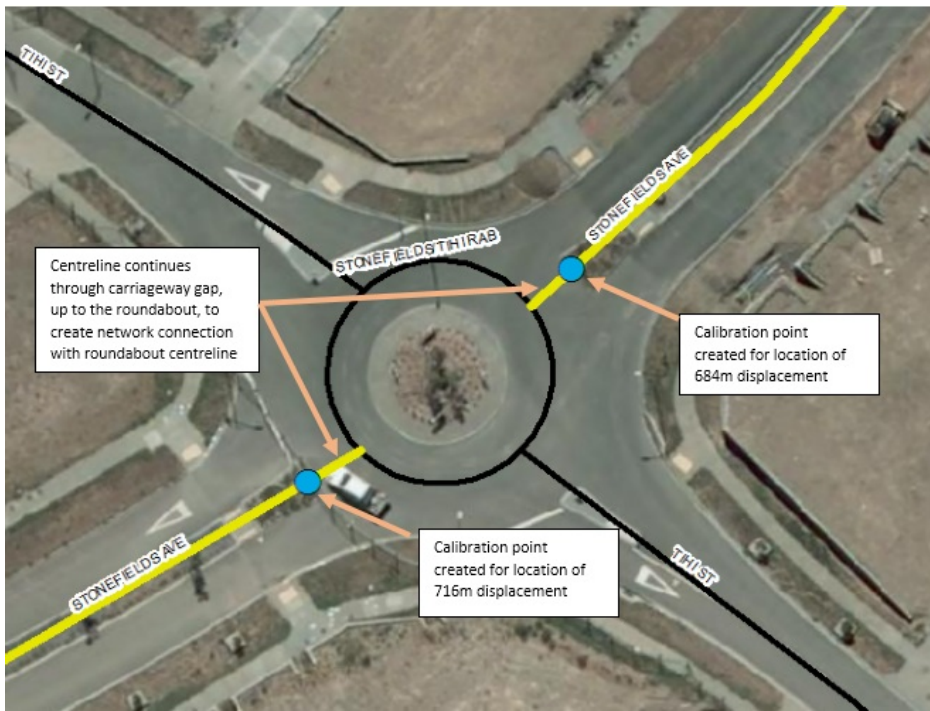 TIHI ST
STONEFIELDS AVE
STONEFIELDS/TIHI RAB
Centreline continues
through carriageway gap,
up to the roundabout, to
create network connection
with roundabout centreline
Calibration point
created for location of
684m displacement
Calibration point
created for location of
716m displacement
STONEFIELDS AVE
TIHI ST